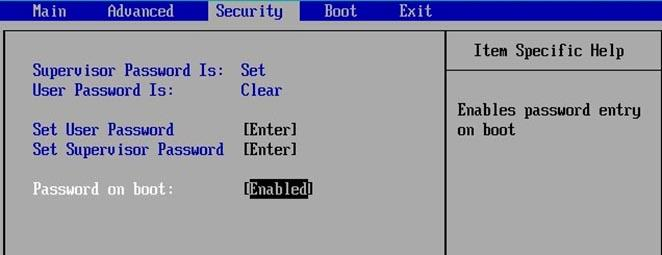 Main Advanced Security Boot Exit
Item Specific Help
Supervisor Password Is: Set
User Password Is: Clear
Set User Password [Enter]
Set Supervisor Password [Enter]
Password on boot: [Enabled]
Enables password entry
on boot